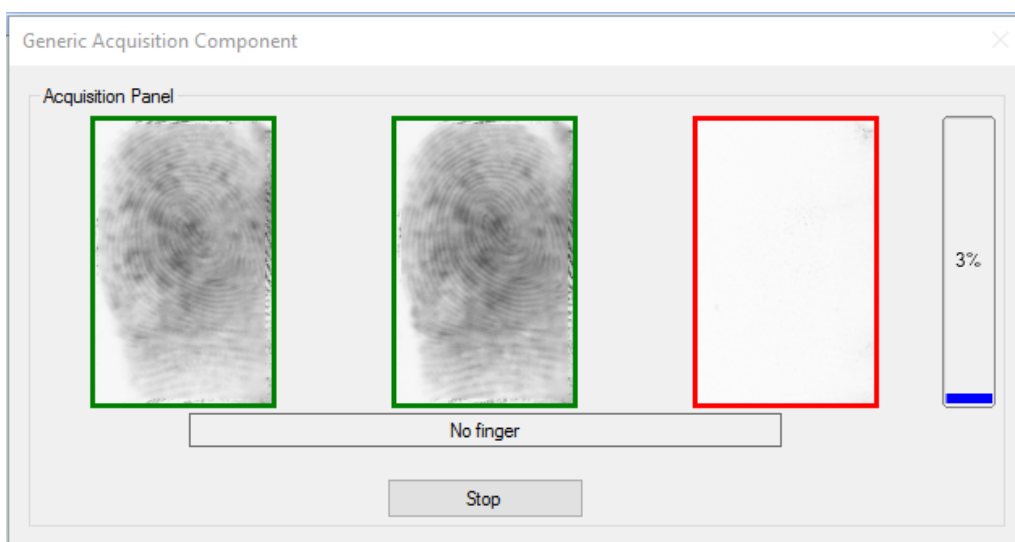 Generic Acquisition Component
Acquisition Panel
3%
No finger
Stop